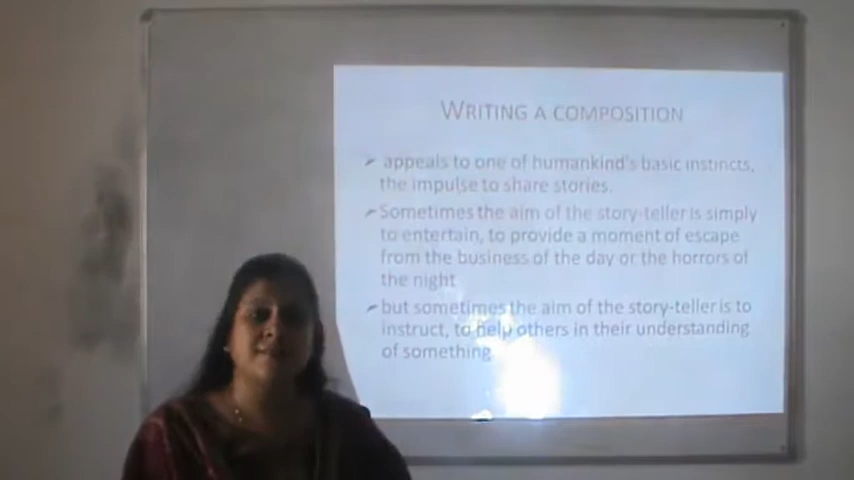 WRITING A COMPOSITION
➢ appeals to one of humankind's basic instincts,
the impulse to share stories.
➢ Sometimes the aim of the story-teller is simply
to entertain, to provide a moment of escape
from the business of the day or the horrors of
the night
➢ but sometimes the aim of the story-teller is to
instruct, to help others in their understanding
of something